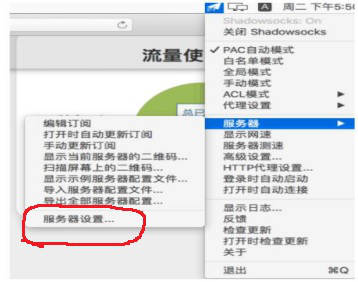 A 周二 下午5:50
Shadowsocks: On
关闭 Shadowsocks
流量使
✓ PAC自动模式
白名单模式
全局模式
手动模式
ACL模式
代理设置
总已
服务器
显示网速
服务器测速
高级设置...
HTTP代理设置...
登录时自动启动
打开时自动连接
显示日志...
反馈
检查更新
打开时检查更新
关于
退出 ⌘Q
编辑订阅
打开时自动更新订阅
手动更新订阅
显示当前服务器的二维码...
扫描屏幕上的二维码...
显示示例服务器配置文件...
导入服务器配置文件...
导出全部服务器配置...
服务器设置...